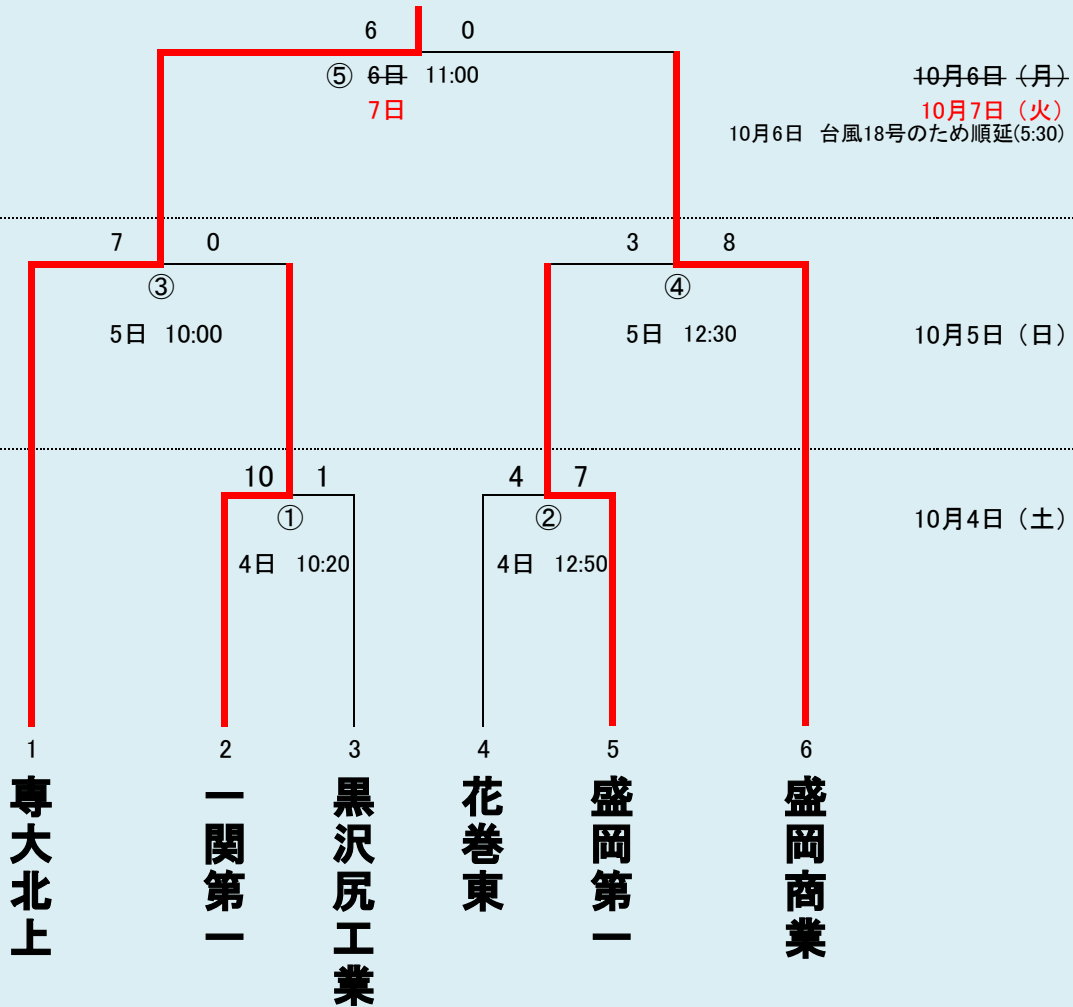 6 0
⑤ 6日 11:00
7日
10月6日（月）
10月7日（火）
10月6日 台風18号のため順延(5:30)
7 0
③
5日 10:00
3 8
④
5日 12:30
10月5日（日）
10 1
①
4日 10:20
4 7
②
4日 12:50
10月4日（土）
1
専大北上
2
一関第一
3
黒沢尻工業
4
花巻東
5
盛岡第一
6
盛岡商業